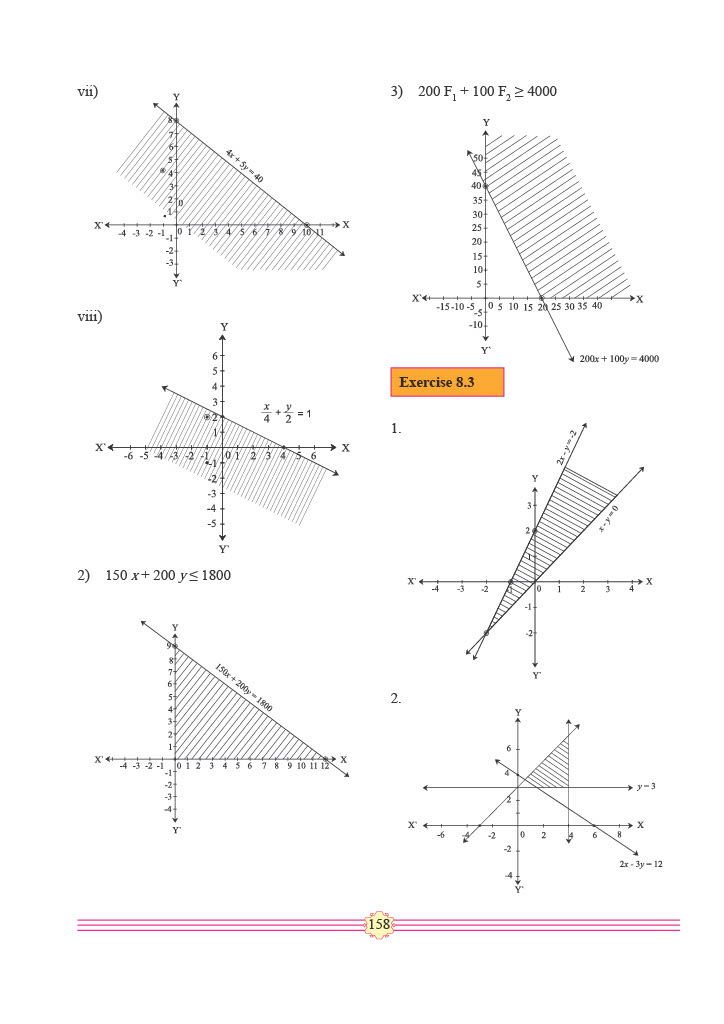 vii)
Y
8
7
6
5
4
3
2
1
4x + 5y = 40
0
X` -4 -3 -2 -1 0 1 2 3 4 5 6 7 8 9 10 11 X
-1
-2
-3
Y`
viii)
Y
6
5
4
3
2
1
x/4 + y/2 = 1
X` -6 -5 -4 -3 -2 -1 0 1 2 3 4 5 6 X
-1
-2
-3
-4
-5
Y`
2) 150 x + 200 y ≤ 1800
Y
9
8
7
6
5
4
3
2
1
150x + 200y = 1800
X` -4 -3 -2 -1 0 1 2 3 4 5 6 7 8 9 10 11 12 X
-1
-2
-3
-4
Y`
3) 200 F₁ + 100 F₂ ≥ 4000
Y
50
45
40
35
30
25
20
15
10
5
X` -15 -10 -5 0 5 10 15 20 25 30 35 40 X
-5
-10
Y`
200x + 100y = 4000
Exercise 8.3
1.
2x - y = -2
Y
x - y = 0
3
2
1
X` -4 -3 -2 -1 0 1 2 3 4 X
-1
-2
Y`
2.
Y
6
4
y = 3
2
X` -6 -4 -2 0 2 4 6 8 X
-2
2x - 3y = 12
-4
Y`
158